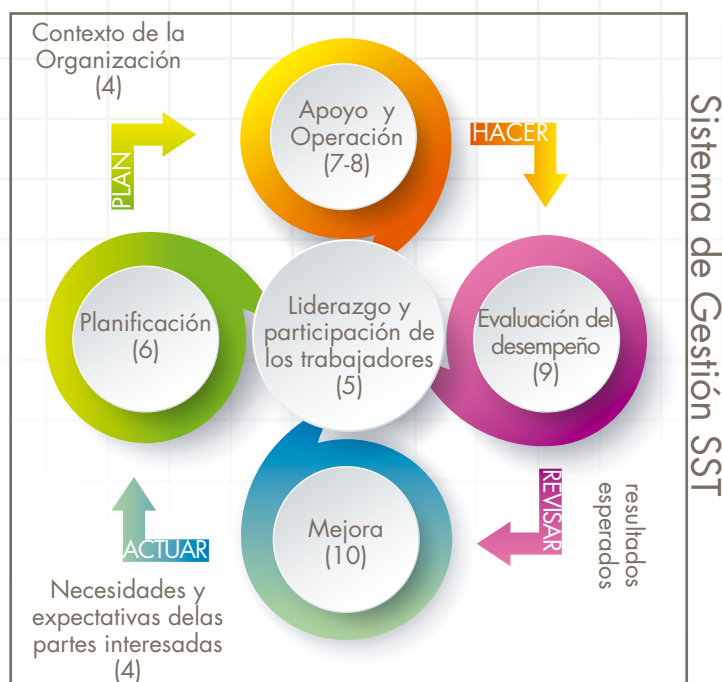 Contexto de la
Organización
(4)
PLAN
Apoyo y
Operación
(7-8)
HACER
Sistema de Gestión SST
Planificación
(6)
Liderazgo y
participación de
los trabajadores
(5)
Evaluación del
desempeño
(9)
ACTUAR
Mejora
(10)
REVISAR
resultados
esperados
Necesidades y
expectativas delas
partes interesadas
(4)